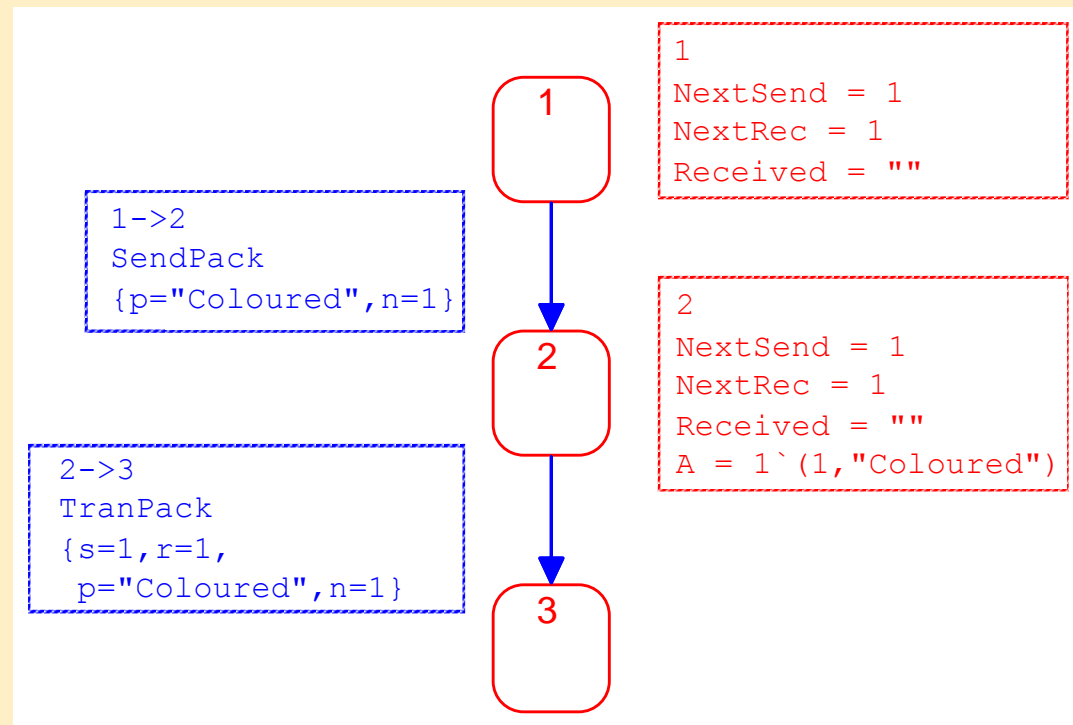 1
1
NextSend = 1
NextRec = 1
Received = ""
1->2
SendPack
{p="Coloured",n=1}
2
2
NextSend = 1
NextRec = 1
Received = ""
A = 1`(1,"Coloured")
2->3
TranPack
{s=1,r=1,
p="Coloured",n=1}
3